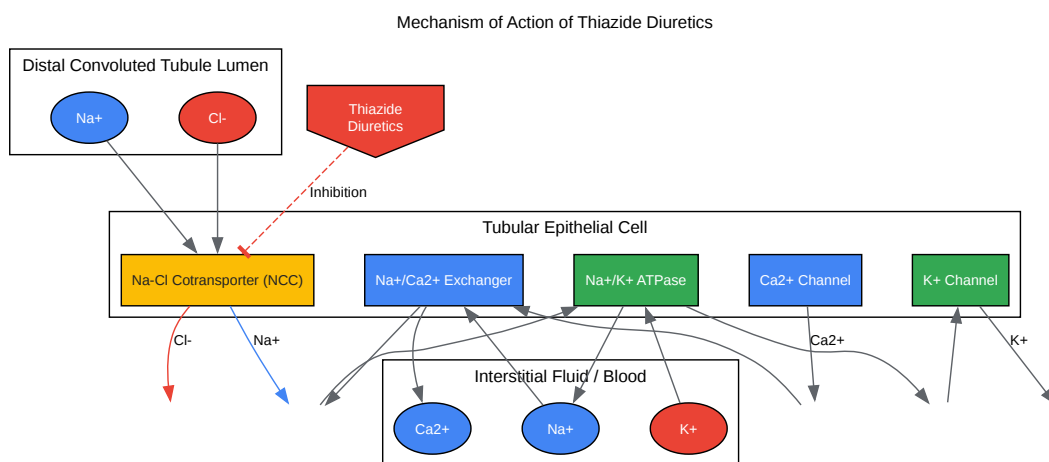 Mechanism of Action of Thiazide Diuretics
Distal Convoluted Tubule Lumen
Na+
Cl-
Thiazide
Diuretics
Inhibition
Tubular Epithelial Cell
Na-Cl Cotransporter (NCC)
Na+/Ca2+ Exchanger
Na+/K+ ATPase
Ca2+ Channel
K+ Channel
Cl-
Na+
Ca2+
K+
Interstitial Fluid / Blood
Ca2+
Na+
K+